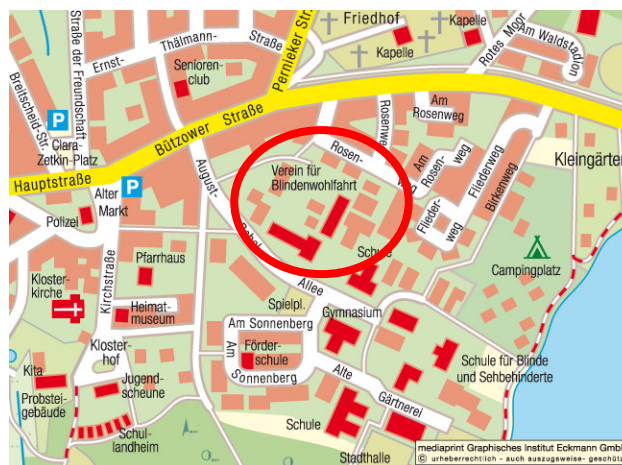 Friedhof
Kapelle
Kapelle
Rotes Moor
Am Waldstadion
Straße der Freundschaft
Ernst-
Thälmann-
Straße
Pernieker Straße
Senioren-
club
Breitscheid-Str.
P
Clara-
Zetkin-Platz
Bützower Straße
Hauptstraße
Am
Rosenweg
Rosenweg
Rosen-
weg
Am
Rosen-
weg
Fliederweg
Birkenweg
Flieder-
weg
Kleingärten
Verein für
Blindenwohlfahrt
August-
Bebel-
Allee
P
Alter
Markt
Polizei
Kirchstraße
Pfarrhaus
Kloster-
kirche
Heimat-
museum
Schule
Campingplatz
Spielpl.
Gymnasium
Am Sonnenberg
Am
Sonnenberg
Förder-
schule
Kloster-
hof
Kita
Probstei-
gebäude
Jugend-
scheune
Schul-
landheim
Alte
Gärtnerei
Schule
Schule für Blinde
und Sehbehinderte
Stadthalle
mediaprint Graphisches Institut Eckmann GmbH
© urheberrechtlich - auch auszugsweise- geschützt